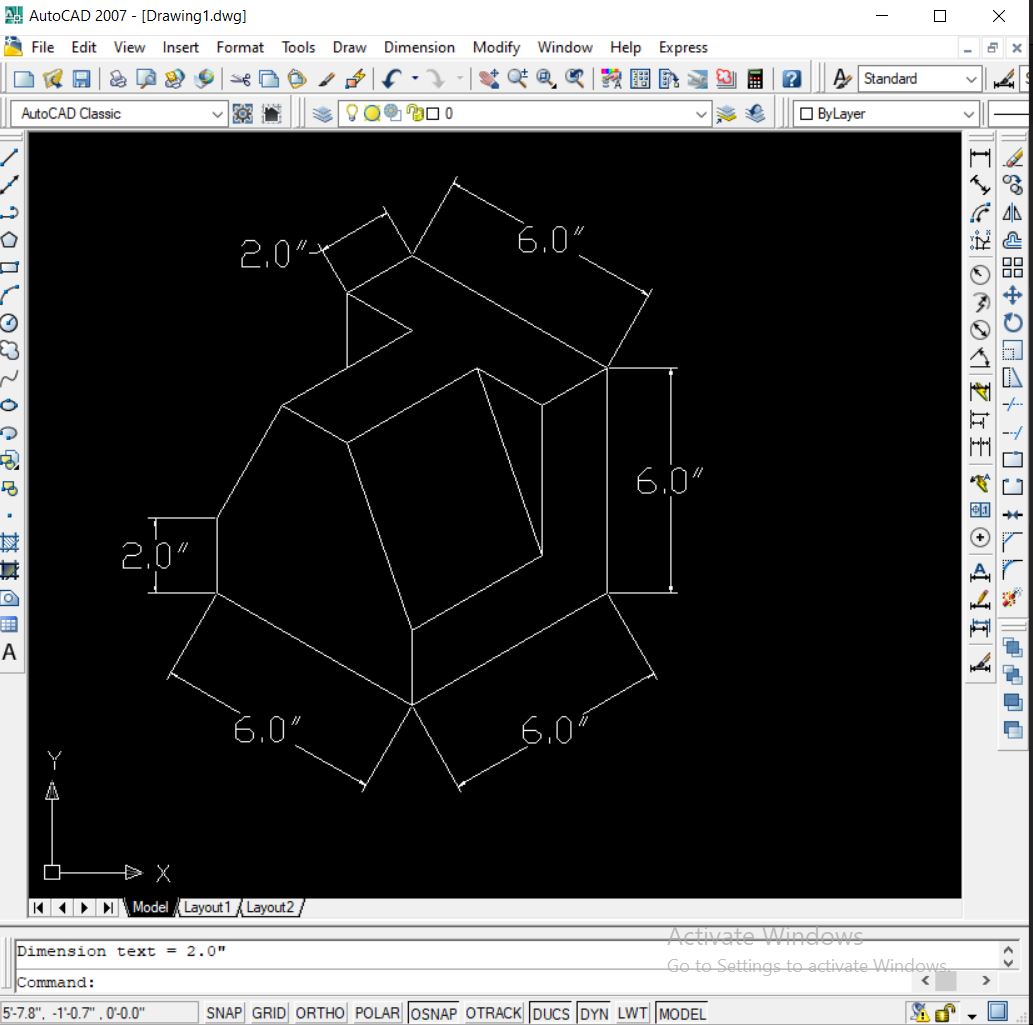 AutoCAD 2007 - [Drawing1.dwg]
File Edit View Insert Format Tools Draw Dimension Modify Window Help Express
Standard
AutoCAD Classic
0
ByLayer
6.0"
2.0"
6.0"
2.0"
6.0"
6.0"
Y
X
Model Layout1 Layout2
Activate Windows
Go to Settings to activate Windows.
Dimension text = 2.0"
Command:
5'-7.8", -1'-0.7" , 0'-0.0"
SNAP GRID ORTHO POLAR OSNAP OTRACK DUCS DYN LWT MODEL